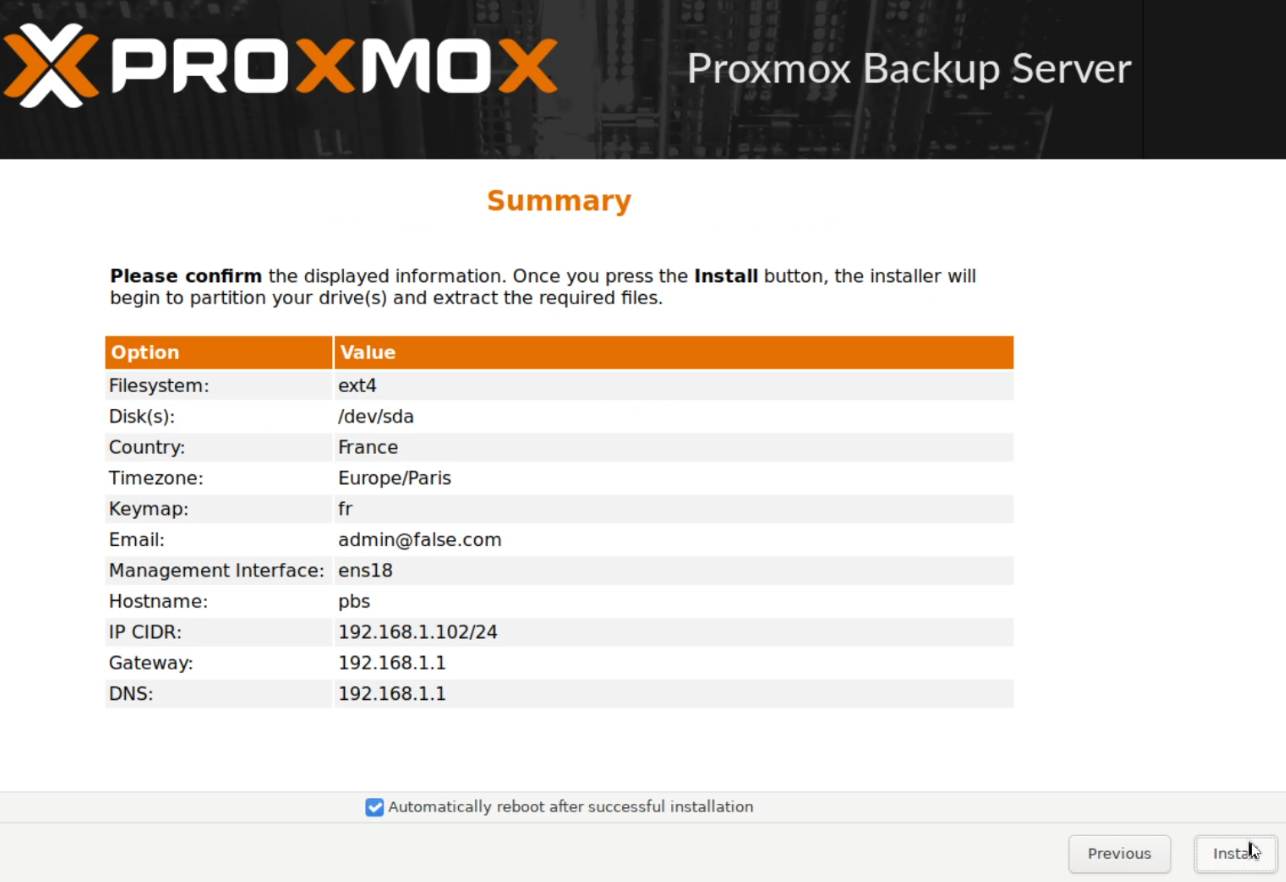 PROXMOX Proxmox Backup Server
Summary
Please confirm the displayed information. Once you press the Install button, the installer will
begin to partition your drive(s) and extract the required files.
Option Value
Filesystem: ext4
Disk(s): /dev/sda
Country: France
Timezone: Europe/Paris
Keymap: fr
Email: admin@false.com
Management Interface: ens18
Hostname: pbs
IP CIDR: 192.168.1.102/24
Gateway: 192.168.1.1
DNS: 192.168.1.1
Automatically reboot after successful installation
Previous Install